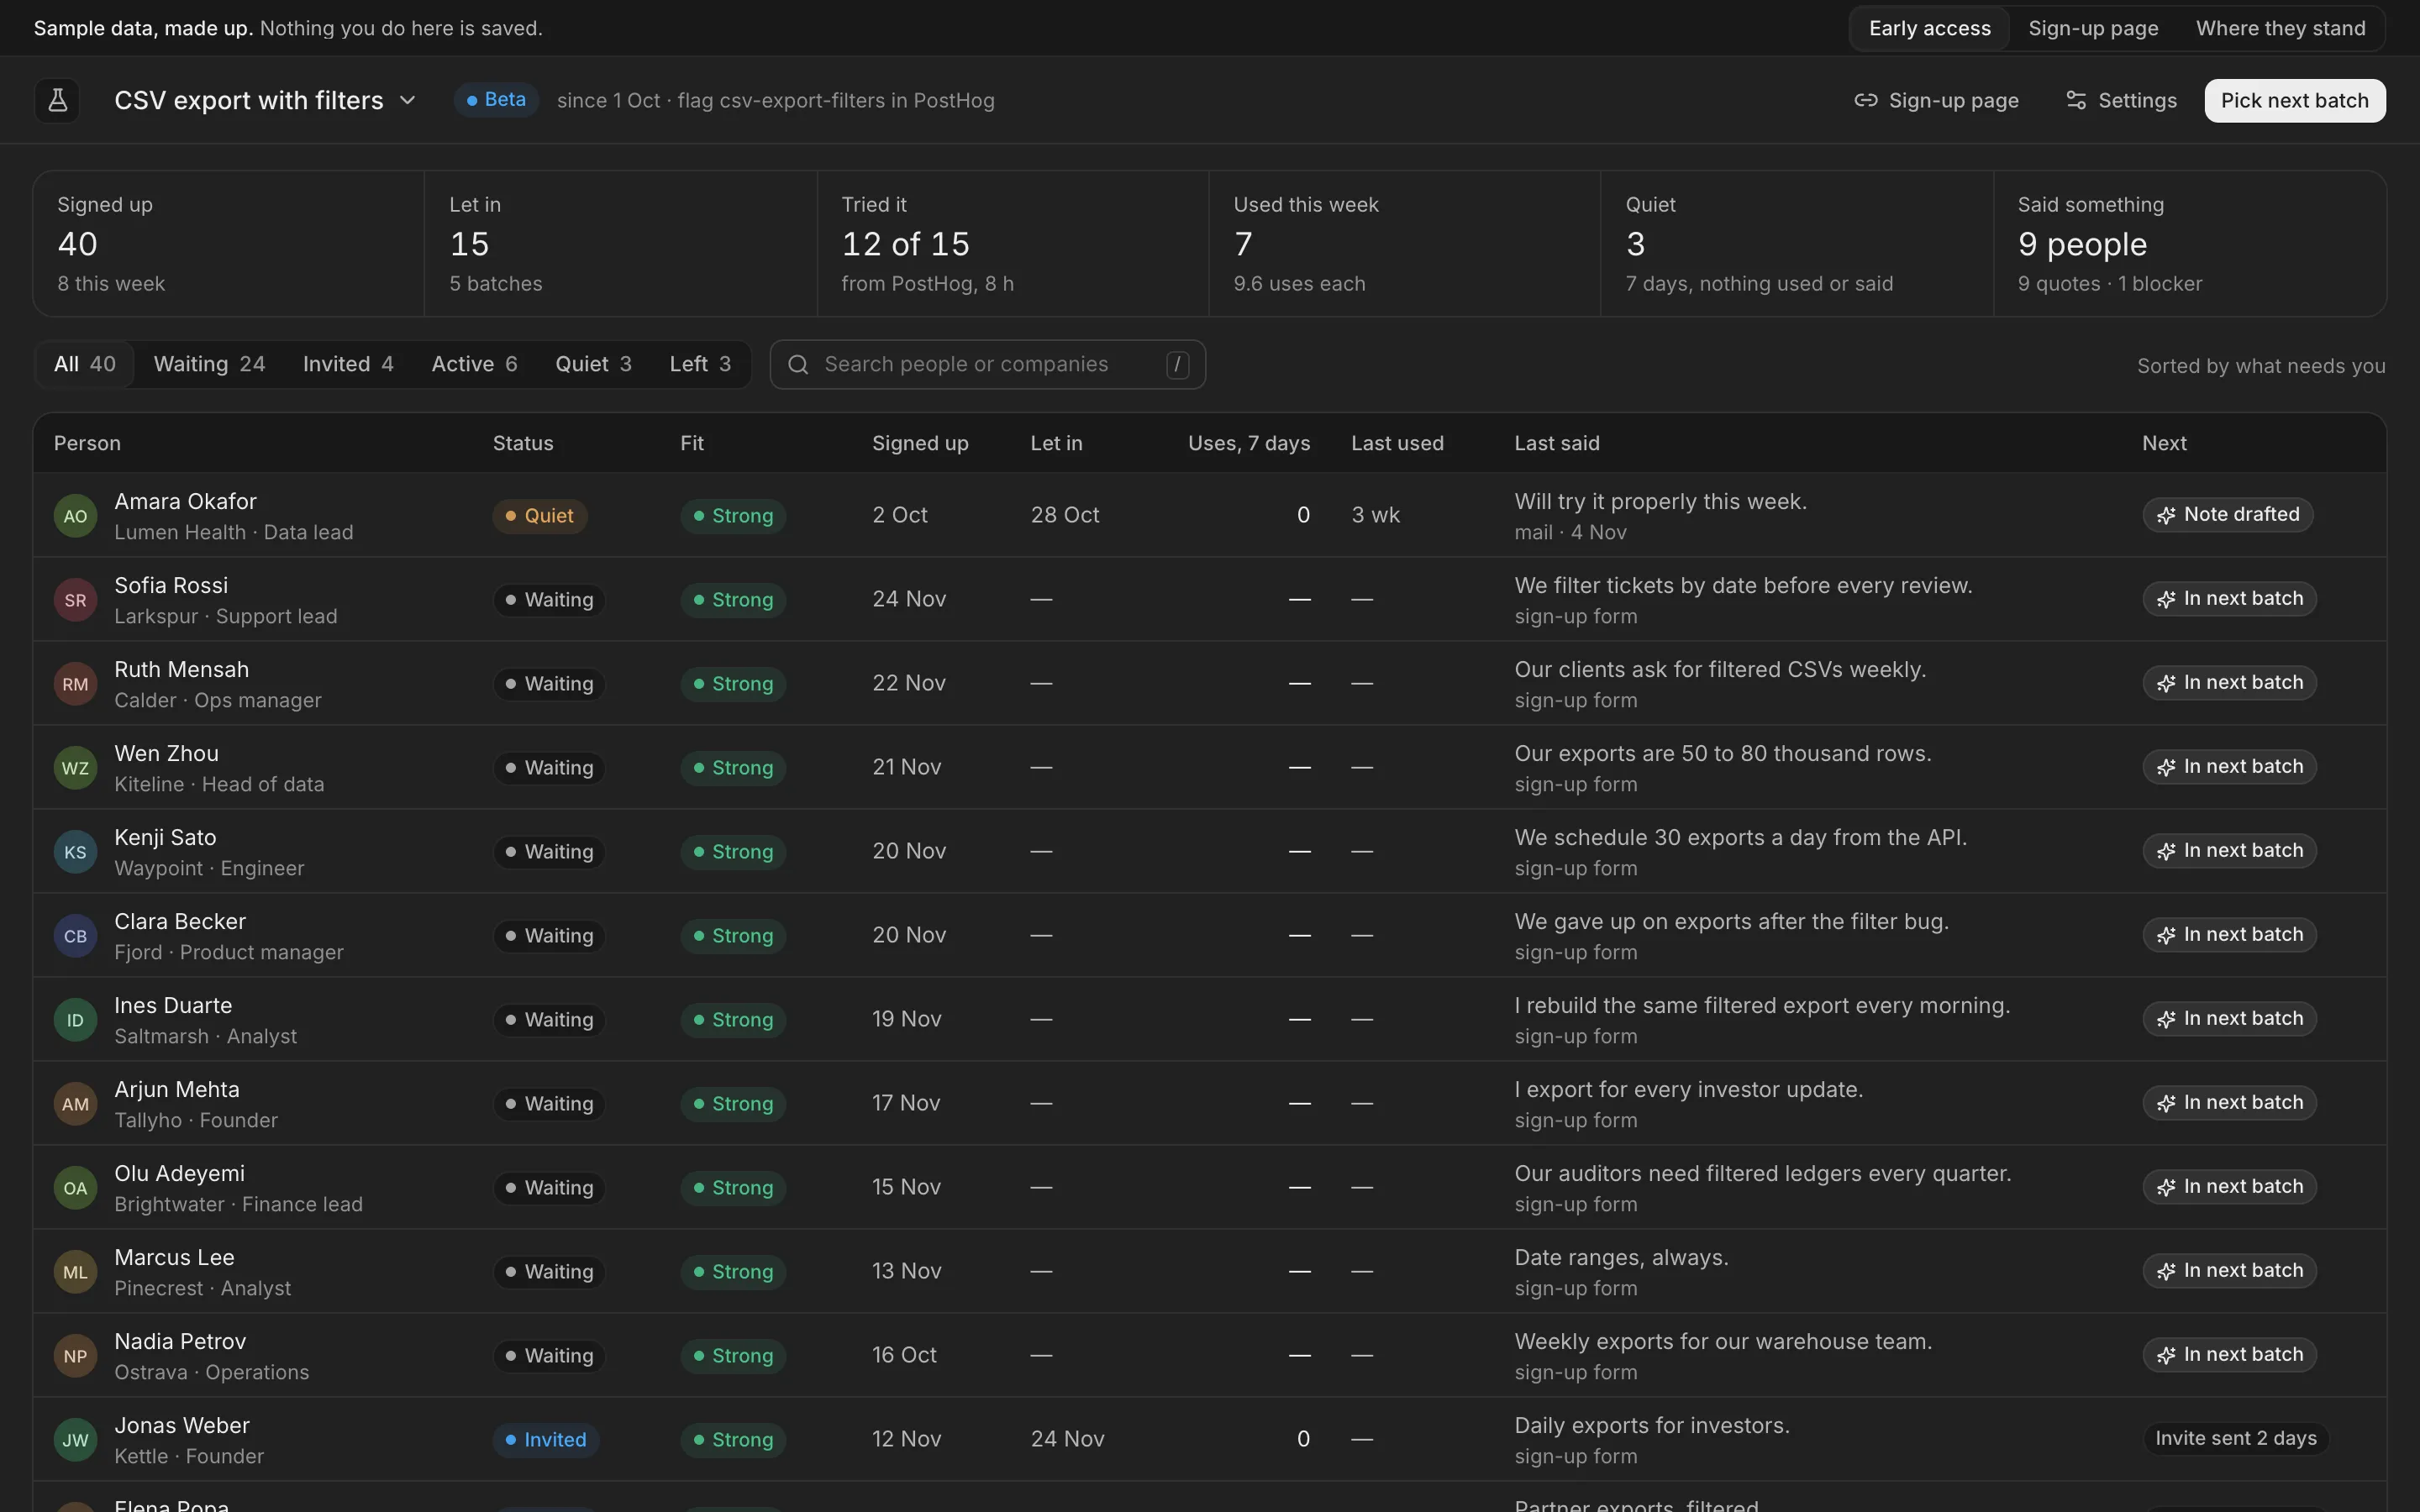 Sample data, made up. Nothing you do here is saved.
Early access Sign-up page Where they stand
CSV export with filters Beta since 1 Oct · flag csv-export-filters in PostHog
Sign-up page Settings Pick next batch
Signed up Let in Tried it Used this week Quiet Said something
40 15 12 of 15 7 3 9 people
8 this week 5 batches from PostHog, 8 h 9.6 uses each 7 days, nothing used or said 9 quotes · 1 blocker
All 40 Waiting 24 Invited 4 Active 6 Quiet 3 Left 3 Search people or companies / Sorted by what needs you
Person Status Fit Signed up Let in Uses, 7 days Last used Last said Next
AO Amara Okafor Quiet Strong 2 Oct 28 Oct 0 3 wk Will try it properly this week. Note drafted
Lumen Health · Data lead mail · 4 Nov
SR Sofia Rossi Waiting Strong 24 Nov — — — We filter tickets by date before every review. In next batch
Larkspur · Support lead sign-up form
RM Ruth Mensah Waiting Strong 22 Nov — — — Our clients ask for filtered CSVs weekly. In next batch
Calder · Ops manager sign-up form
WZ Wen Zhou Waiting Strong 21 Nov — — — Our exports are 50 to 80 thousand rows. In next batch
Kiteline · Head of data sign-up form
KS Kenji Sato Waiting Strong 20 Nov — — — We schedule 30 exports a day from the API. In next batch
Waypoint · Engineer sign-up form
CB Clara Becker Waiting Strong 20 Nov — — — We gave up on exports after the filter bug. In next batch
Fjord · Product manager sign-up form
ID Ines Duarte Waiting Strong 19 Nov — — — I rebuild the same filtered export every morning. In next batch
Saltmarsh · Analyst sign-up form
AM Arjun Mehta Waiting Strong 17 Nov — — — I export for every investor update. In next batch
Tallyho · Founder sign-up form
OA Olu Adeyemi Waiting Strong 15 Nov — — — Our auditors need filtered ledgers every quarter. In next batch
Brightwater · Finance lead sign-up form
ML Marcus Lee Waiting Strong 13 Nov — — — Date ranges, always. In next batch
Pinecrest · Analyst sign-up form
NP Nadia Petrov Waiting Strong 16 Oct — — — Weekly exports for our warehouse team. In next batch
Ostrava · Operations sign-up form
JW Jonas Weber Invited Strong 12 Nov 24 Nov 0 — Daily exports for investors. Invite sent 2 days
Kettle · Founder sign-up form
Elena Popa Partner exports, filtered.